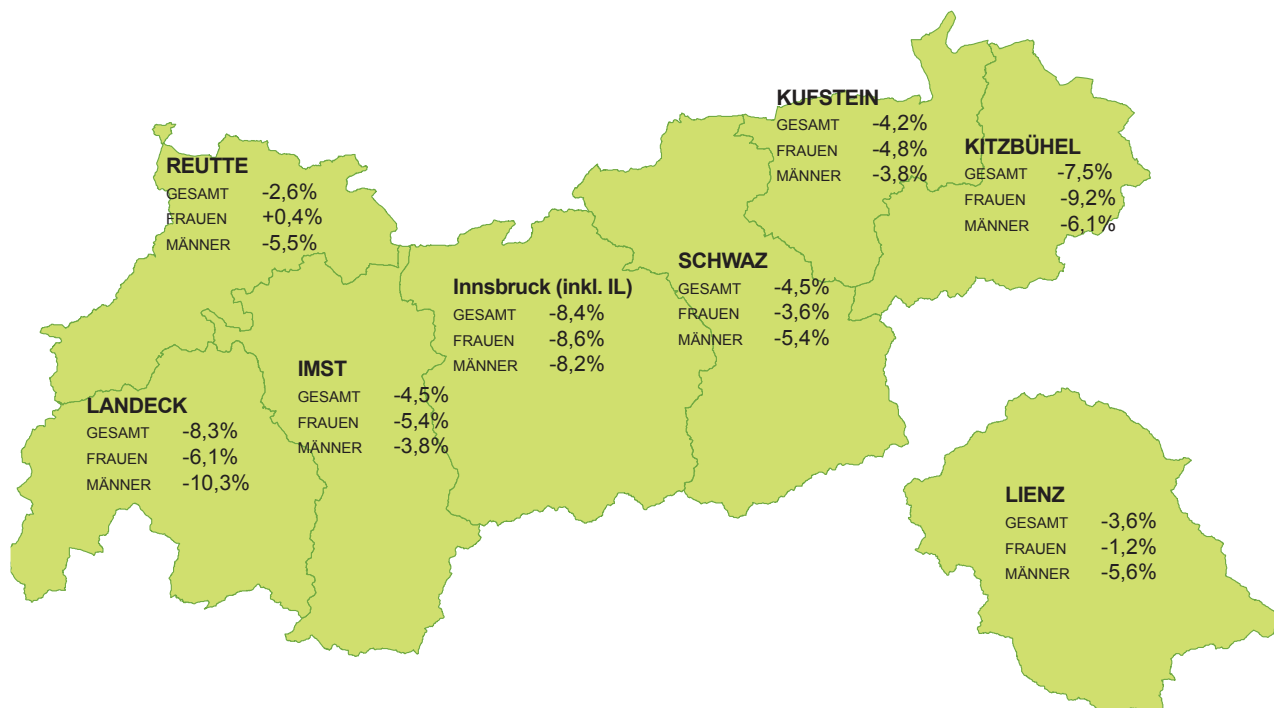 KUFSTEIN
GESAMT -4,2%
FRAUEN -4,8%
MÄNNER -3,8%
KITZBÜHEL
GESAMT -7,5%
FRAUEN -9,2%
MÄNNER -6,1%
REUTTE
GESAMT -2,6%
FRAUEN +0,4%
MÄNNER -5,5%
SCHWAZ
GESAMT -4,5%
FRAUEN -3,6%
MÄNNER -5,4%
Innsbruck (inkl. IL)
GESAMT -8,4%
FRAUEN -8,6%
MÄNNER -8,2%
IMST
GESAMT -4,5%
FRAUEN -5,4%
MÄNNER -3,8%
LANDECK
GESAMT -8,3%
FRAUEN -6,1%
MÄNNER -10,3%
LIENZ
GESAMT -3,6%
FRAUEN -1,2%
MÄNNER -5,6%